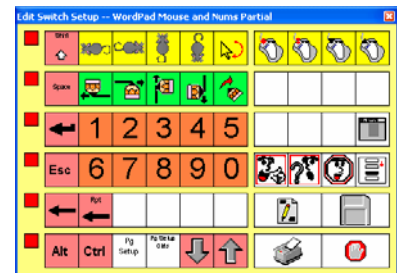 Edit Switch Setup -- WordPad Mouse and Nums Partial
Shift
Space
1 2 3 4 5
Esc 6 7 8 9 0
Rpt
Alt Ctrl Pg Setup